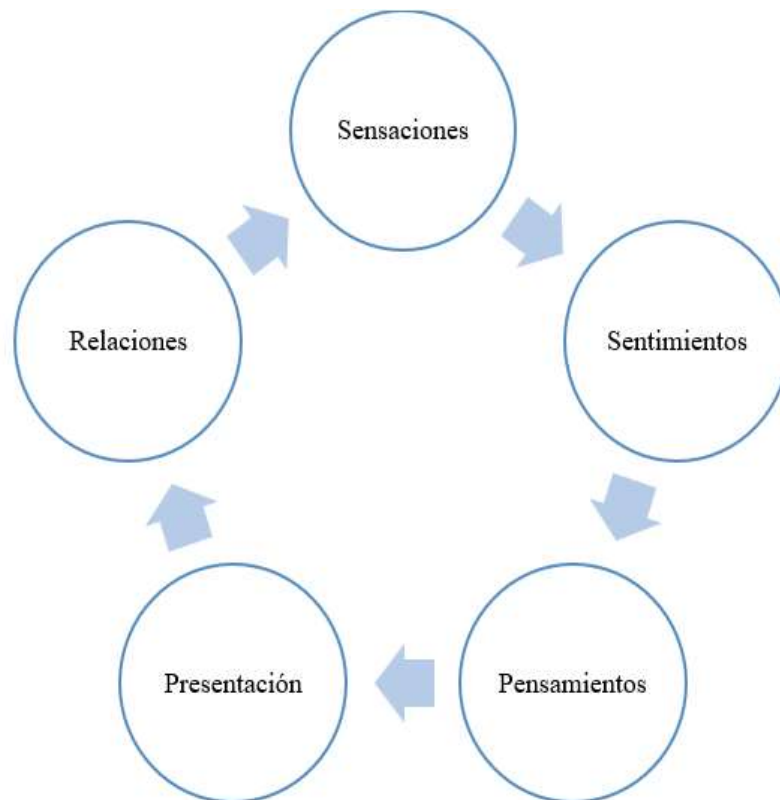 Sensaciones
Sentimientos
Pensamientos
Presentación
Relaciones